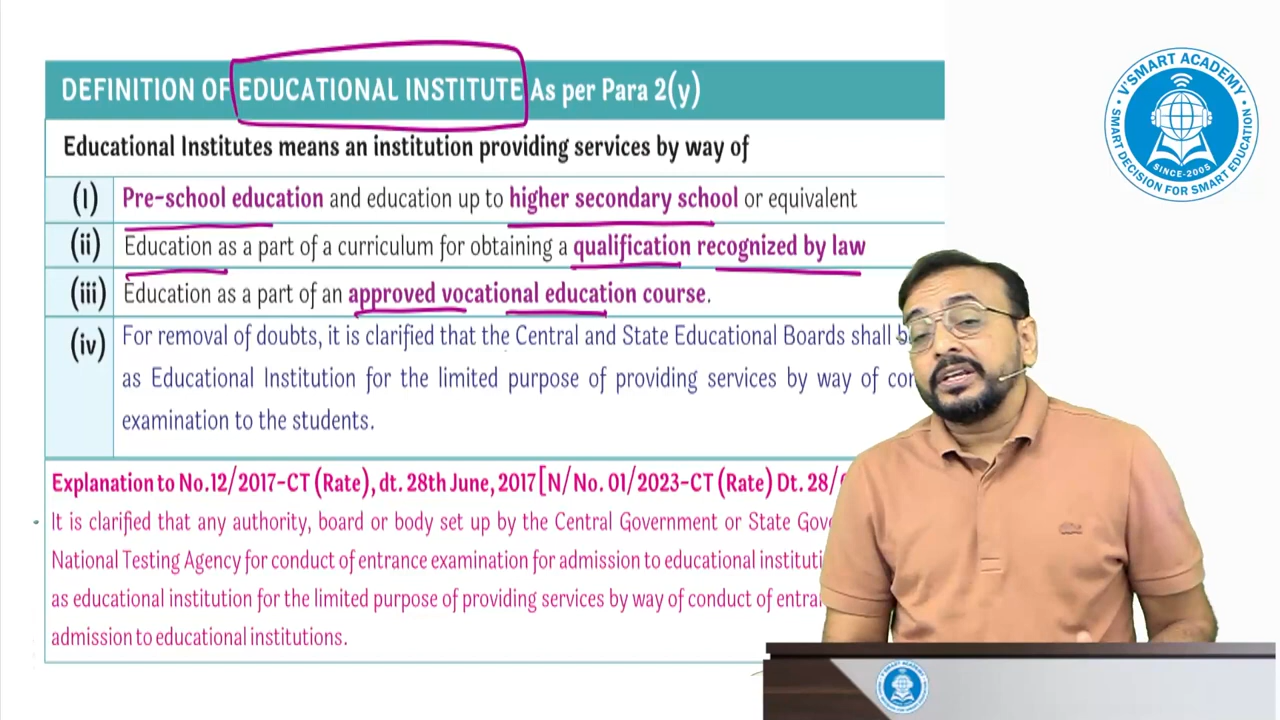 DEFINITION OF EDUCATIONAL INSTITUTE As per Para 2(y)
Educational Institutes means an institution providing services by way of
(i) Pre-school education and education up to higher secondary school or equivalent
(ii) Education as a part of a curriculum for obtaining a qualification recognized by law
(iii) Education as a part of an approved vocational education course.
(iv) For removal of doubts, it is clarified that the Central and State Educational Boards shall
as Educational Institution for the limited purpose of providing services by way of
examination to the students.
Explanation to No.12/2017-CT (Rate), dt. 28th June, 2017 [N/No. 01/2023-CT (Rate) Dt. 28/
It is clarified that any authority, board or body set up by the Central Government or State
National Testing Agency for conduct of entrance examination for admission to educational
as educational institution for the limited purpose of providing services by way of conduct of
admission to educational institutions.
V'SMART ACADEMY
SMART DECISION FOR SMART EDUCATION
SINCE-2005
V'SMART ACADEMY